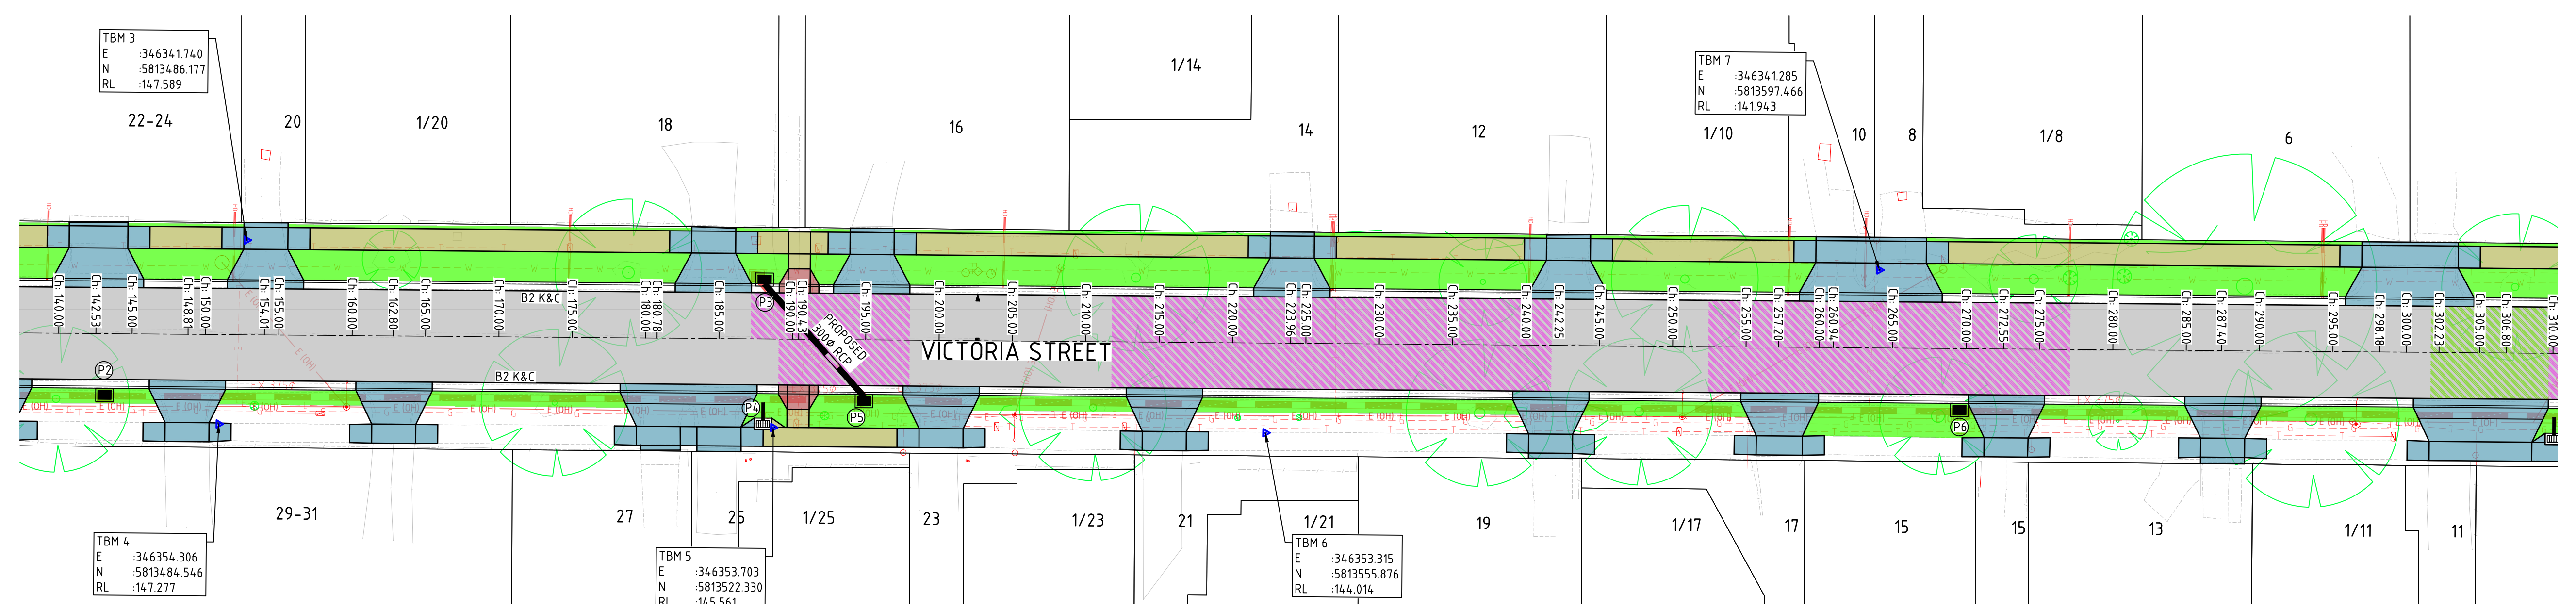 TBM 3
E :346341.740
N :5813486.177
RL :147.589
TBM 7
E :346341.285
N :5813597.466
RL :141.943
22-24
20
1/20
18
16
1/14
14
12
1/10
10
8
1/8
6
Ch: 140.00
Ch: 142.53
Ch: 145.00
Ch: 148.81
Ch: 150.00
Ch: 154.01
Ch: 155.00
Ch: 160.00
Ch: 162.80
Ch: 165.00
Ch: 170.00
Ch: 175.00
Ch: 180.00
Ch: 180.78
Ch: 185.00
Ch: 190.00
Ch: 190.43
Ch: 195.00
Ch: 200.00
Ch: 205.00
Ch: 210.00
Ch: 215.00
Ch: 220.00
Ch: 223.96
Ch: 225.00
Ch: 230.00
Ch: 235.00
Ch: 240.00
Ch: 242.25
Ch: 245.00
Ch: 250.00
Ch: 255.00
Ch: 257.20
Ch: 260.00
Ch: 260.94
Ch: 265.00
Ch: 270.00
Ch: 272.55
Ch: 275.00
Ch: 280.00
Ch: 285.00
Ch: 287.40
Ch: 290.00
Ch: 295.00
Ch: 298.18
Ch: 300.00
Ch: 302.23
Ch: 305.00
Ch: 306.80
Ch: 310.00
B2 K&C
P3
PROPOSED
300Ø RCP
VICTORIA STREET
E (OH)
P2
B2 K&C
EX 375Ø
P4
P5
P6
E (OH)
29-31
27
25
1/25
23
1/23
21
1/21
19
1/17
17
15
15
13
1/11
11
TBM 4
E :346354.306
N :5813484.546
RL :147.277
TBM 5
E :346353.703
N :5813522.330
RL :145.561
TBM 6
E :346353.315
N :5813555.876
RL :144.014